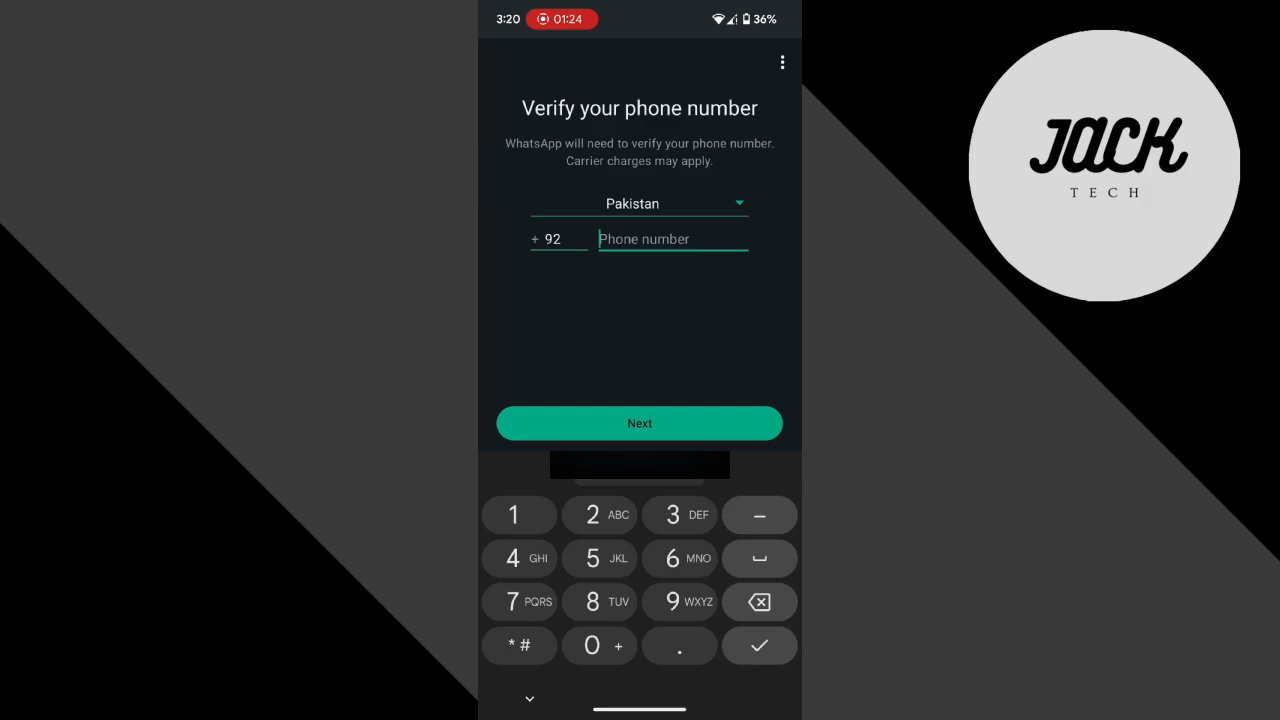 3:20 01:24 36%
Verify your phone number
WhatsApp will need to verify your phone number.
Carrier charges may apply.
Pakistan
+ 92 Phone number
Next
1 2 ABC 3 DEF –
4 GHI 5 JKL 6 MNO
7 PQRS 8 TUV 9 WXYZ
* # 0 + .
JACK
TECH